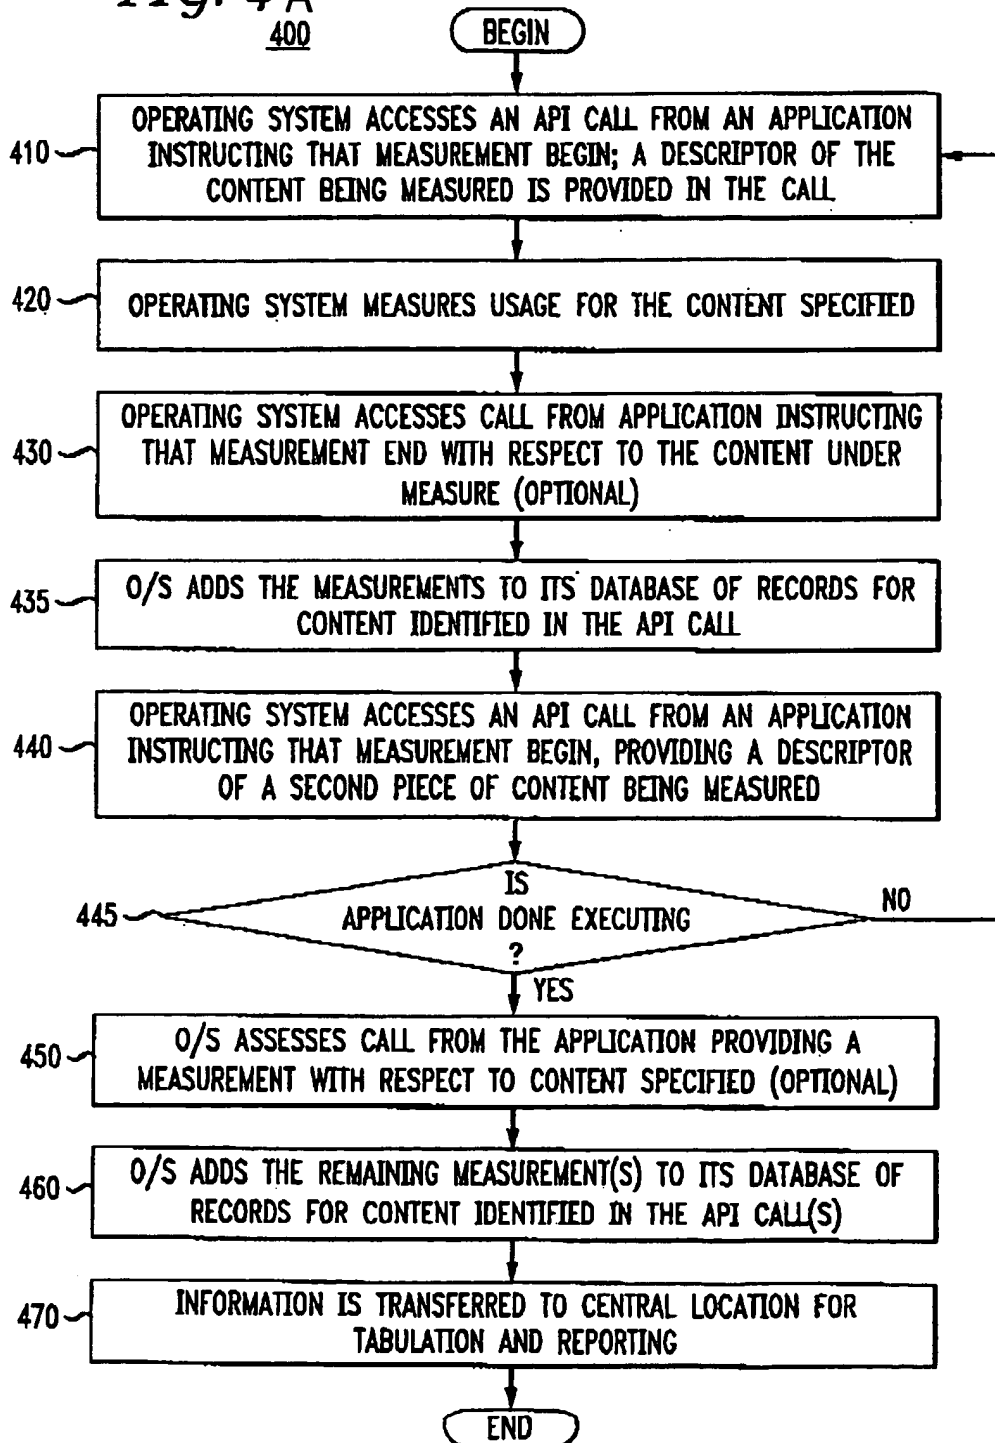 Fig. 4A
400
BEGIN
410
OPERATING SYSTEM ACCESSES AN API CALL FROM AN APPLICATION
INSTRUCTING THAT MEASUREMENT BEGIN; A DESCRIPTOR OF THE
CONTENT BEING MEASURED IS PROVIDED IN THE CALL
420
OPERATING SYSTEM MEASURES USAGE FOR THE CONTENT SPECIFIED
430
OPERATING SYSTEM ACCESSES CALL FROM APPLICATION INSTRUCTING
THAT MEASUREMENT END WITH RESPECT TO THE CONTENT UNDER
MEASURE (OPTIONAL)
435
O/S ADDS THE MEASUREMENTS TO ITS DATABASE OF RECORDS FOR
CONTENT IDENTIFIED IN THE API CALL
440
OPERATING SYSTEM ACCESSES AN API CALL FROM AN APPLICATION
INSTRUCTING THAT MEASUREMENT BEGIN, PROVIDING A DESCRIPTOR
OF A SECOND PIECE OF CONTENT BEING MEASURED
445
IS
APPLICATION DONE EXECUTING
?
NO
YES
450
O/S ASSESSES CALL FROM THE APPLICATION PROVIDING A
MEASUREMENT WITH RESPECT TO CONTENT SPECIFIED (OPTIONAL)
460
O/S ADDS THE REMAINING MEASUREMENT(S) TO ITS DATABASE OF
RECORDS FOR CONTENT IDENTIFIED IN THE API CALL(S)
470
INFORMATION IS TRANSFERRED TO CENTRAL LOCATION FOR
TABULATION AND REPORTING
END